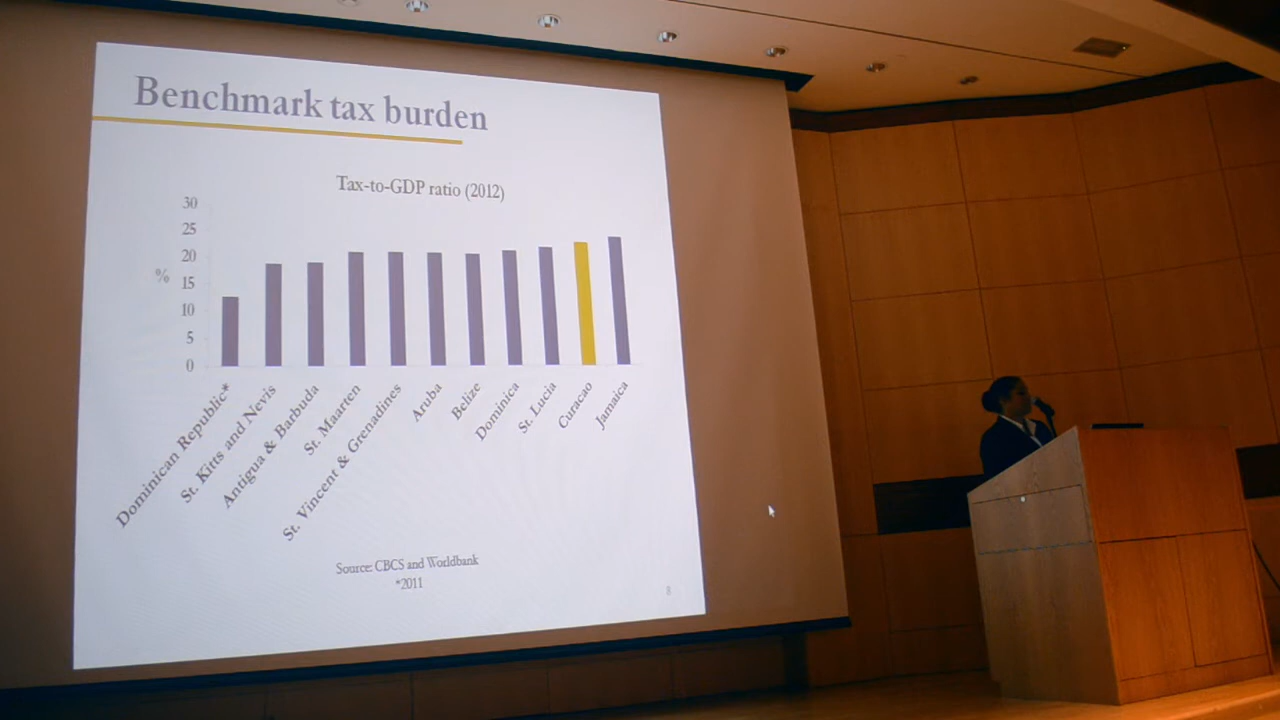 Benchmark tax burden
Tax-to-GDP ratio (2012)
30
25
20
%
15
10
5
0
Dominican Republic*
St. Kitts and Nevis
Antigua & Barbuda
St. Maarten
St. Vincent & Grenadines
Aruba
Belize
Dominica
St. Lucia
Curacao
Jamaica
Source: CBCS and Worldbank
*2011
8